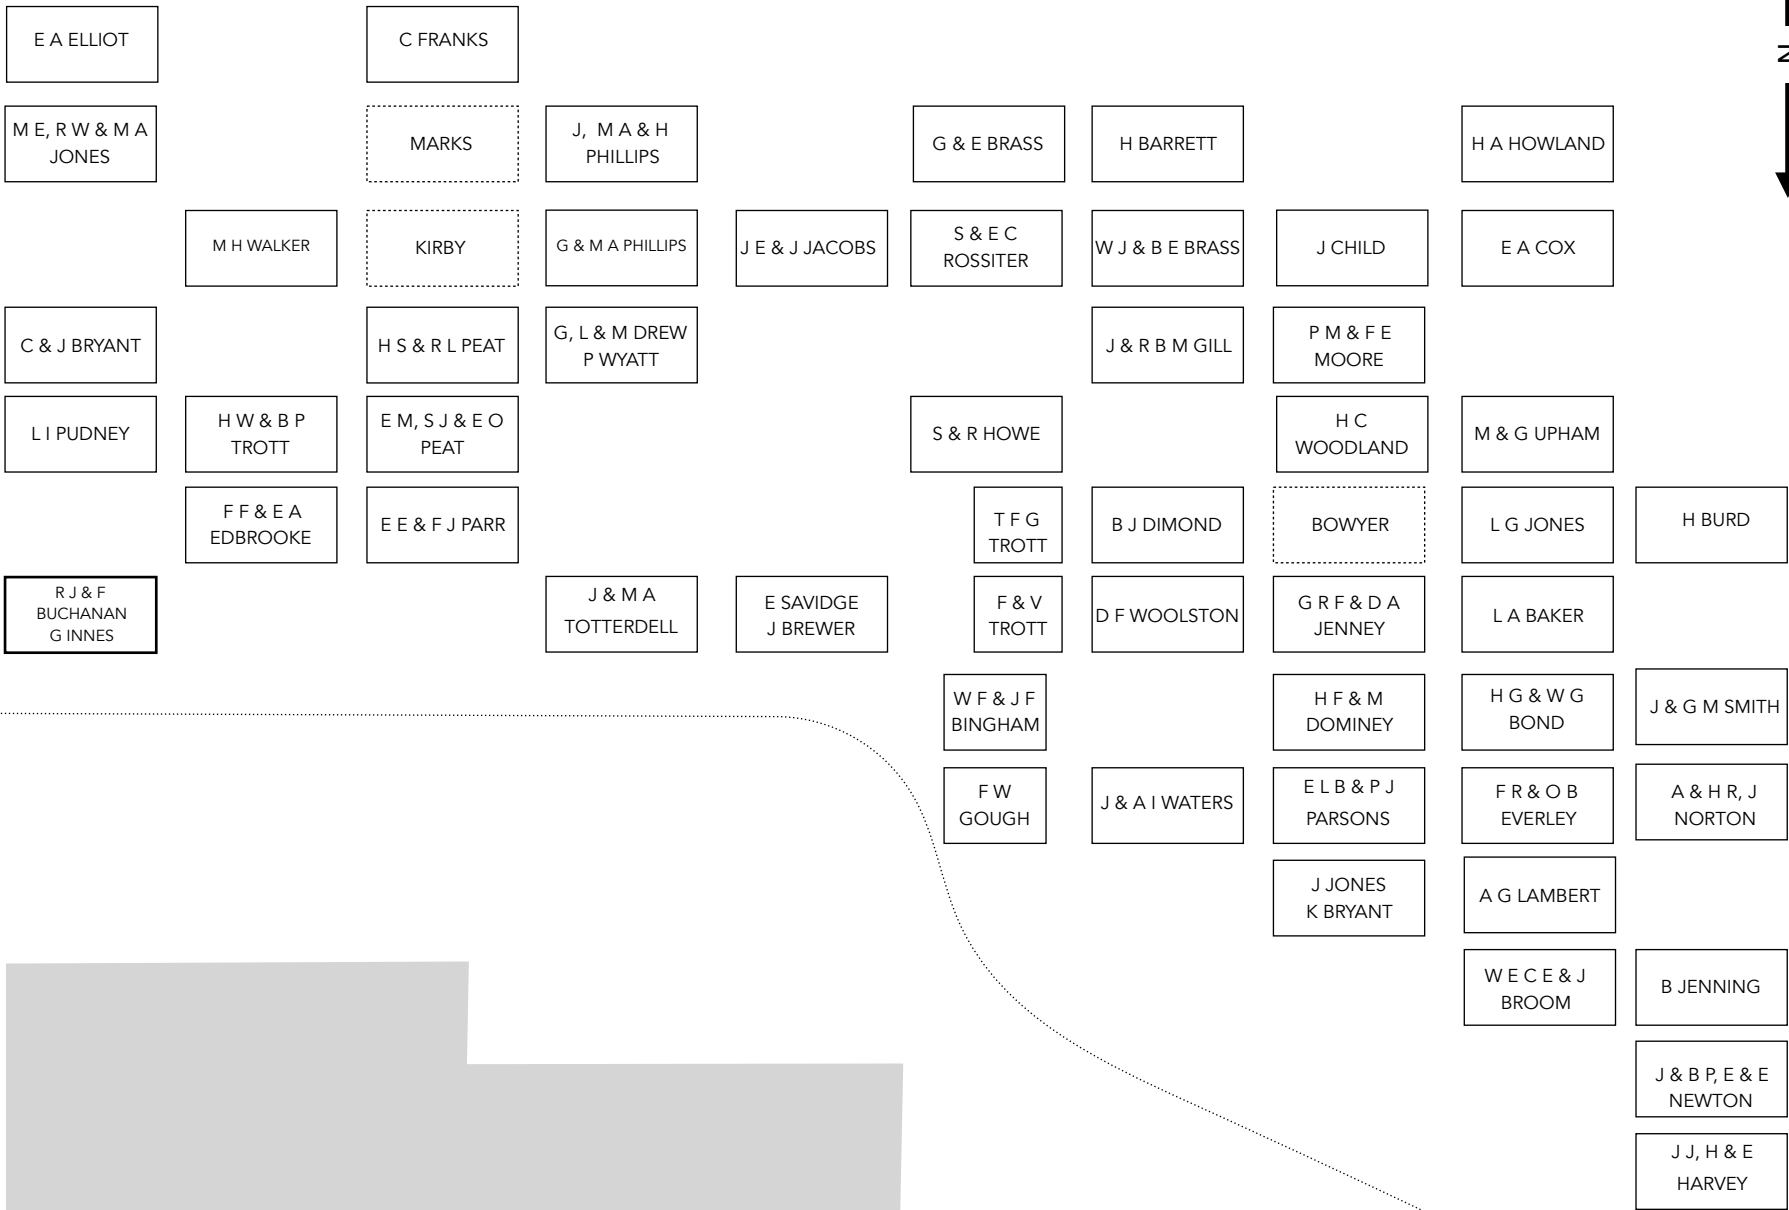 E A ELLIOT
C FRANKS
N
M E, R W & M A
JONES
MARKS
J, M A & H
PHILLIPS
G & E BRASS
H BARRETT
H A HOWLAND
M H WALKER
KIRBY
G & M A PHILLIPS
J E & J JACOBS
S & E C
ROSSITER
W J & B E BRASS
J CHILD
E A COX
C & J BRYANT
H S & R L PEAT
G, L & M DREW
P WYATT
J & R B M GILL
P M & F E
MOORE
L I PUDNEY
H W & B P
TROTT
E M, S J & E O
PEAT
S & R HOWE
H C
WOODLAND
M & G UPHAM
F F & E A
EDBROOKE
E E & F J PARR
T F G
TROTT
B J DIMOND
BOWYER
L G JONES
H BURD
R J & F
BUCHANAN
G INNES
J & M A
TOTTERDELL
E SAVIDGE
J BREWER
F & V
TROTT
D F WOOLSTON
G R F & D A
JENNEY
L A BAKER
W F & J F
BINGHAM
H F & M
DOMINEY
H G & W G
BOND
J & G M SMITH
F W
GOUGH
J & A I WATERS
E L B & P J
PARSONS
F R & O B
EVERLEY
A & H R, J
NORTON
J JONES
K BRYANT
A G LAMBERT
W E C E & J
BROOM
B JENNING
J & B P, E & E
NEWTON
J J, H & E
HARVEY